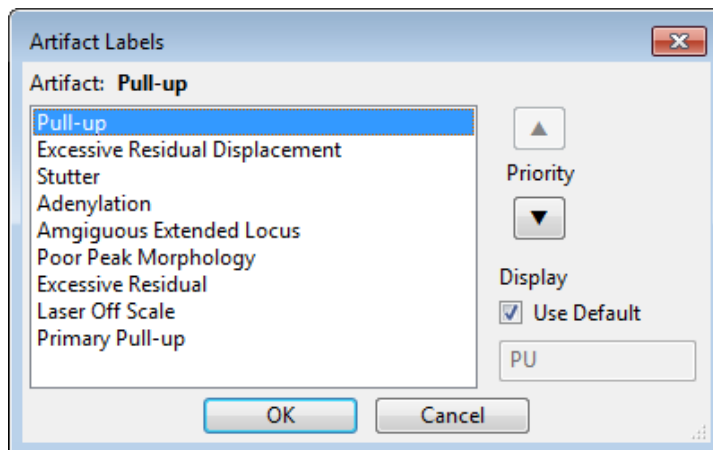 Artifact Labels
Artifact: Pull-up
Pull-up
Excessive Residual Displacement
Stutter
Adenylation
Amgiguous Extended Locus
Poor Peak Morphology
Excessive Residual
Laser Off Scale
Primary Pull-up
Priority
Display
Use Default
PU
OK
Cancel